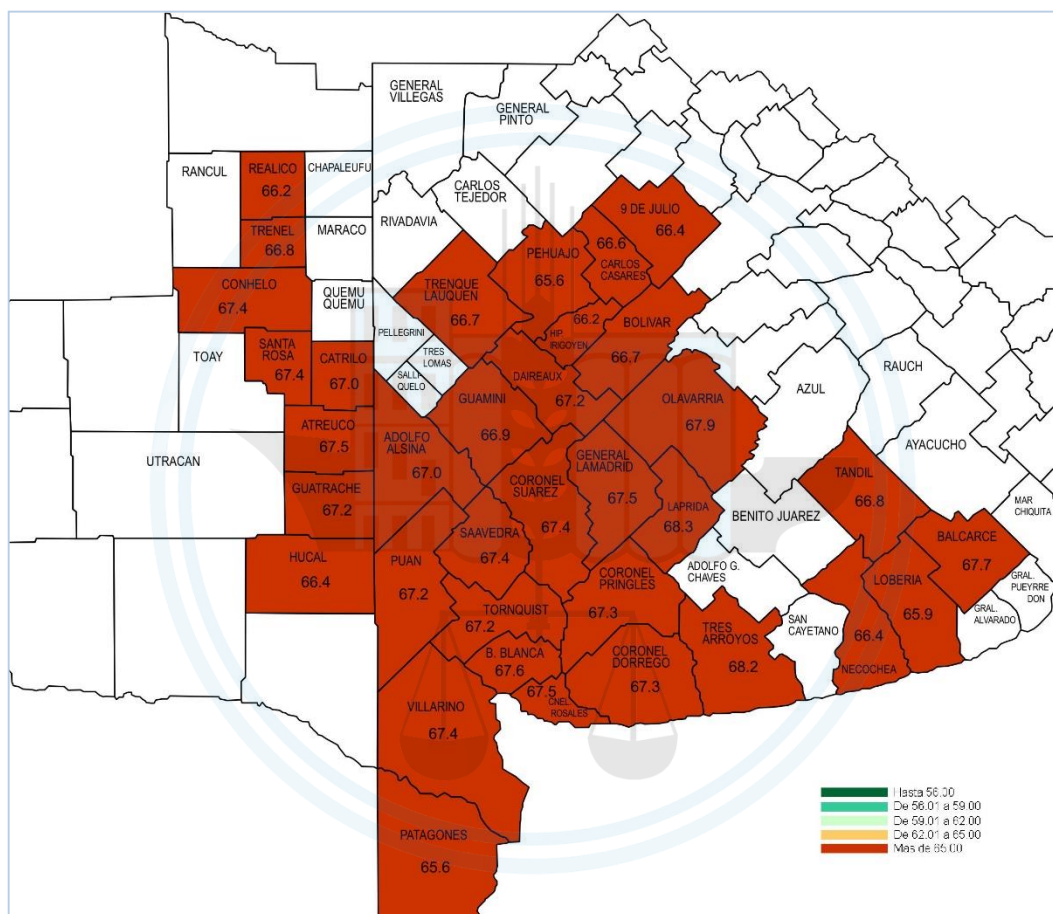 GENERAL
VILLEGAS
GENERAL
PINTO
RANCUL
REALICO
66.2
CHAPALEUFU
CARLOS
TEJEDOR
RIVADAVIA
9 DE JULIO
66.4
TRENEL
66.8
MARACO
PEHUAJO
65.6
66.6
CARLOS
CASARES
CONHELO
67.4
QUEMU
QUEMU
TRENQUE
LAUQUEN
66.7
66.2
HIP.
IRIGOYEN
BOLIVAR
66.7
TOAY
SANTA
ROSA
67.4
CATRILO
67.0
PELLEGRINI
TRES
LOMAS
SALLI
QUELO
DAIREAUX
67.2
AZUL
RAUCH
GUAMINI
66.9
OLAVARRIA
67.9
AYACUCHO
ATREUCO
67.5
ADOLFO
ALSINA
67.0
GENERAL
LAMADRID
67.5
UTRACAN
GUATRACHE
67.2
CORONEL
SUAREZ
67.4
LAPRIDA
68.3
TANDIL
66.8
MAR
CHIQUITA
BENITO JUAREZ
SAAVEDRA
67.4
HUCAL
66.4
PUAN
67.2
BALCARCE
67.7
ADOLFO G.
CHAVES
CORONEL
PRINGLES
67.3
LOBERIA
65.9
GRAL.
PUEYRRE
DON
TORNQUIST
67.2
GRAL.
ALVARADO
TRES
ARROYOS
68.2
SAN
CAYETANO
66.4
NECOCHEA
B. BLANCA
67.6
CORONEL
DORREGO
67.3
67.5
CNEL.
ROSALES
VILLARINO
67.4
PATAGONES
65.6
Hasta 56.00
De 56.01 a 59.00
De 59.01 a 62.00
De 62.01 a 65.00
Mas de 65.00